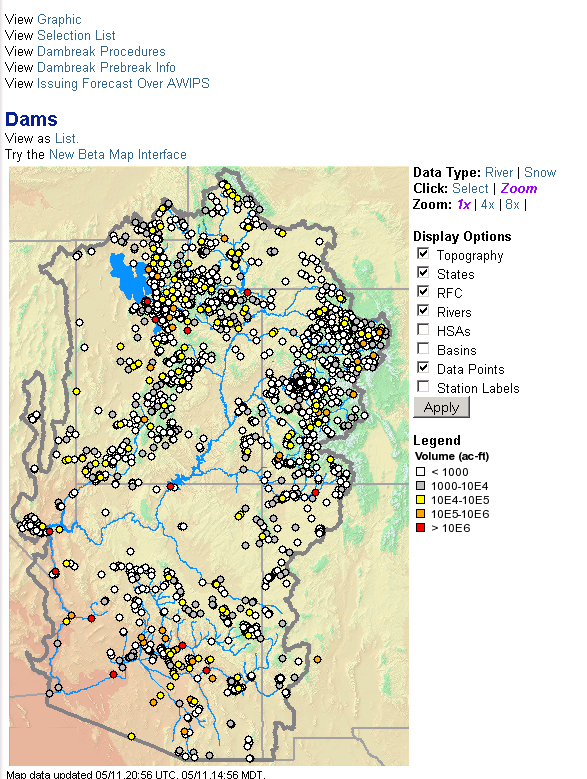 View Graphic
View Selection List
View Dambreak Procedures
View Dambreak Prebreak Info
View Issuing Forecast Over AWIPS
Dams
View as List.
Try the New Beta Map Interface
Data Type: River | Snow
Click: Select | Zoom
Zoom: 1x | 4x | 8x |
Display Options
Topography
States
RFC
Rivers
HSAs
Basins
Data Points
Station Labels
Apply
Legend
Volume (ac-ft)
< 1000
1000-10E4
10E4-10E5
10E5-10E6
> 10E6
Map data updated 05/11.20:56 UTC, 05/11.14:56 MDT.